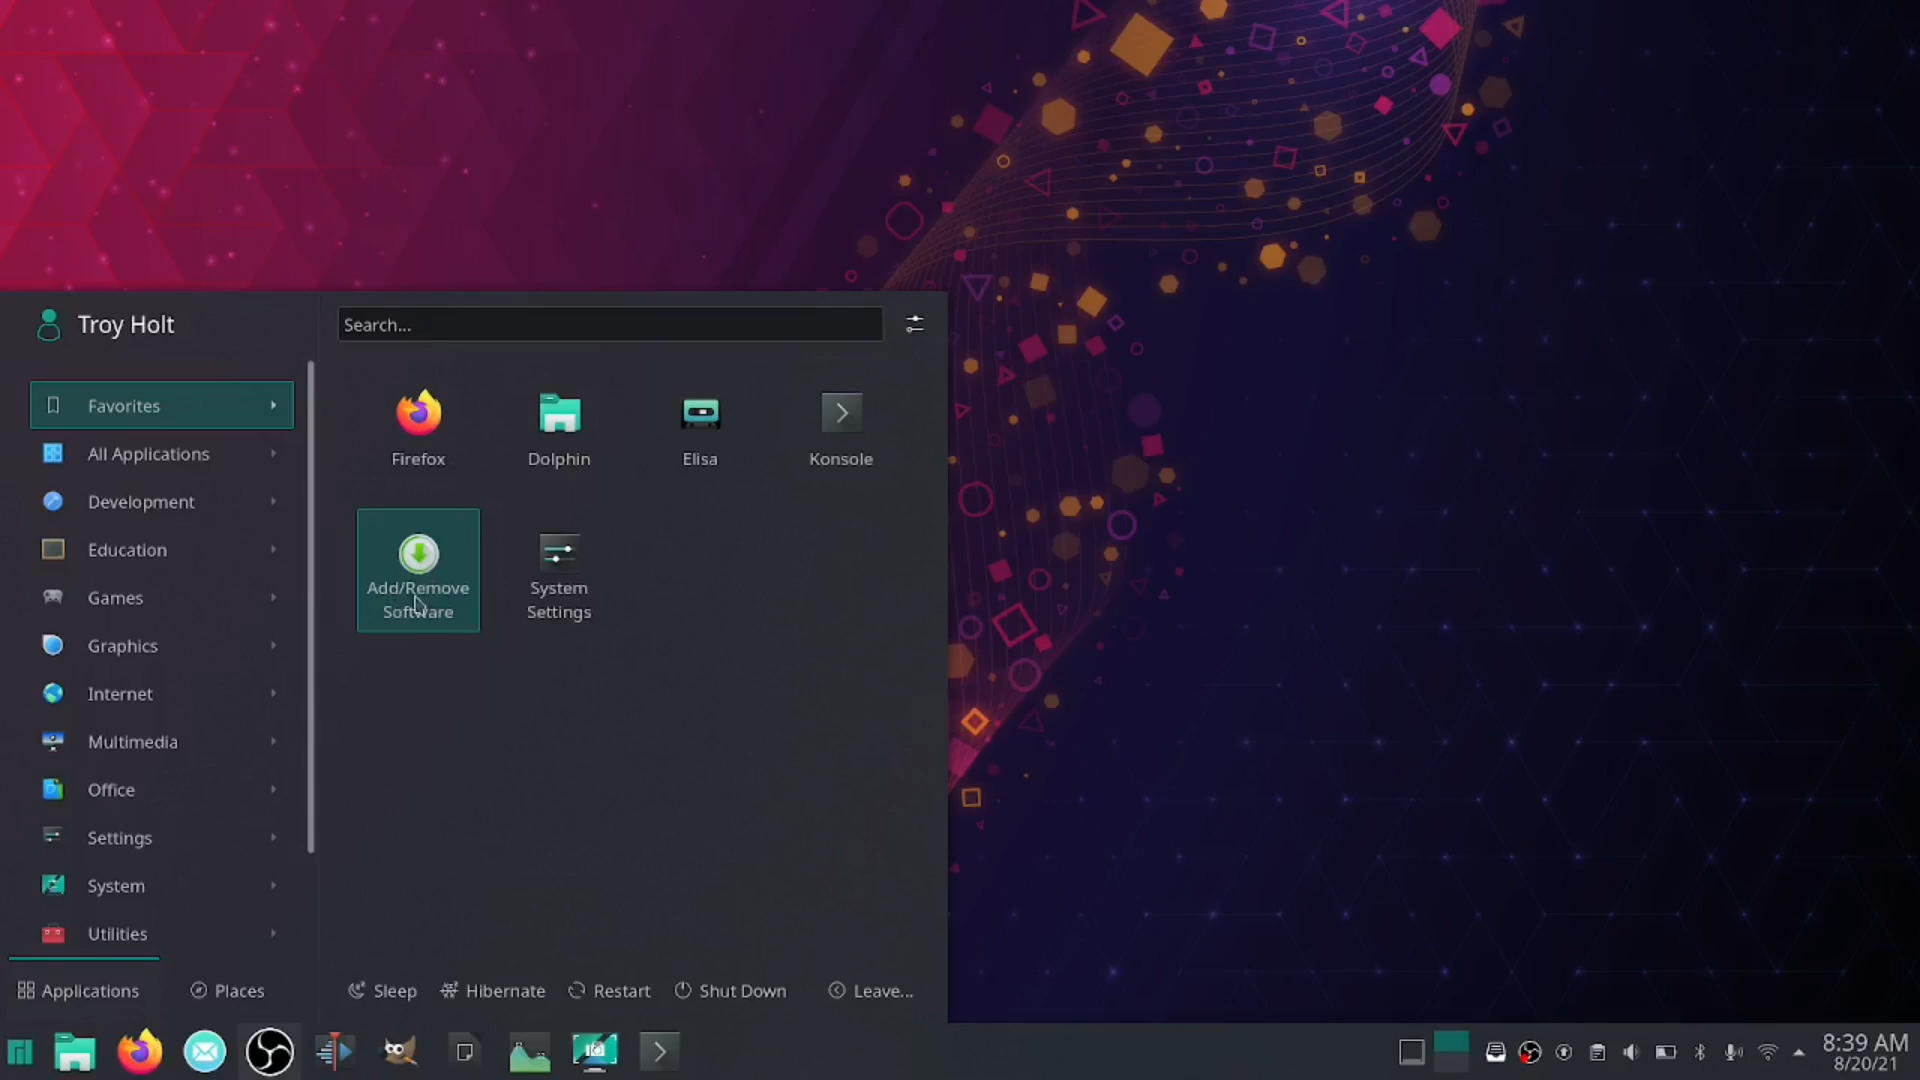 Troy Holt
Search...
Favorites
All Applications
Development
Education
Games
Graphics
Internet
Multimedia
Office
Settings
System
Utilities
Firefox
Dolphin
Elisa
Konsole
Add/Remove
Software
System
Settings
Applications
Places
Sleep
Hibernate
Restart
Shut Down
Leave...
8:39 AM
8/20/21